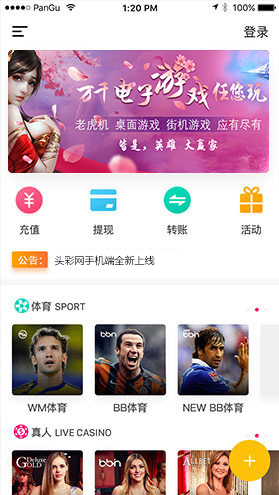 PanGu 1:20 PM 100%
登录
万千电子游戏任您玩
老虎机 桌面游戏 街机游戏 应有尽有
皆是,英雄 大赢家
充值 提现 转账 活动
公告: 头彩网手机端全新上线
体育 SPORT
bbin
WM体育 BB体育 NEW BB体育
真人 LIVE CASINO
Deluxe GOLD bbin ALLBET